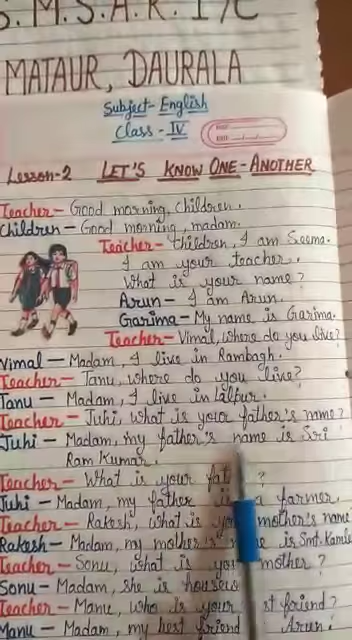 S. M. S. A. R. I/C
MATAUR, DAURALA
Subject- English
Class - IV
Lesson-2 LET'S KNOW ONE-ANOTHER
Teacher- Good morning, children.
Children- Good morning, madam.
Teacher- Children, I am Seema.
I am your teacher.
What is your name?
Arun- I am Arun.
Garima- My name is Garima.
Teacher- Vimal, where do you live?
Vimal- Madam, I live in Rambagh.
Teacher- Tanu, where do you live?
Tanu- Madam, I live in Lalpur.
Teacher- Juhi, What is your father's name?
Juhi- Madam, my father's name is Sri
Ram Kumar.
Teacher- What is your fat ?
Juhi- Madam, my father is a farmer.
Teacher- Rakesh, what is you mother's name
Rakesh- Madam, my mother's name is Smt. Kamla
Teacher- Sonu, what is you mother?
Sonu- Madam, she is housew
Teacher- Manu, who is your st friend?
Manu- Madam, my best friend Arun.